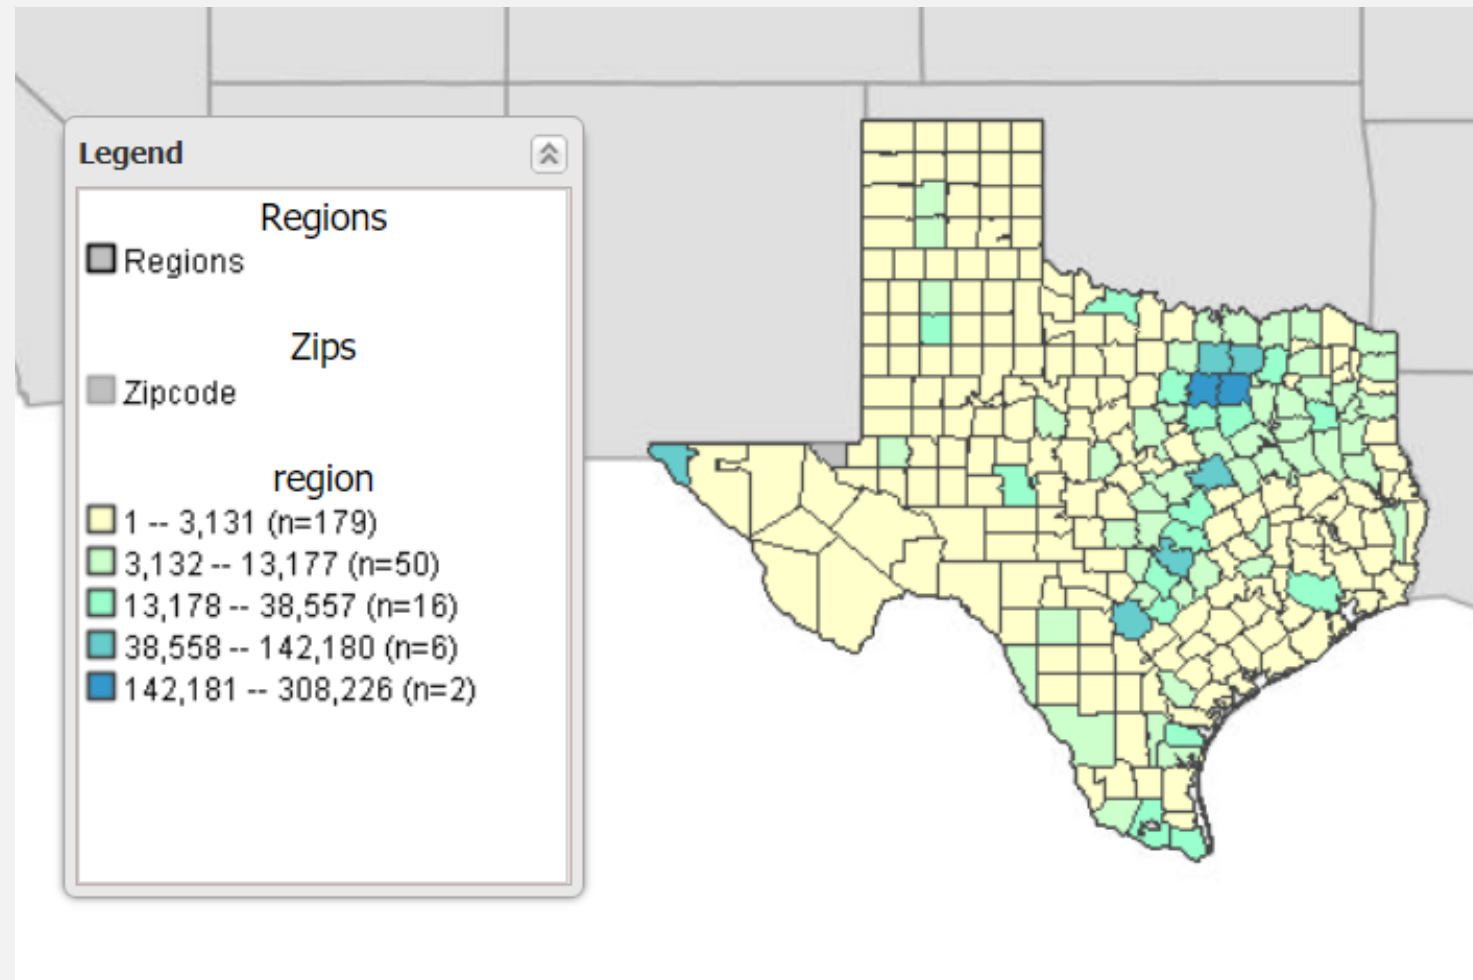 Legend
Regions
Regions
Zips
Zipcode
region
1 -- 3,131 (n=179)
3,132 -- 13,177 (n=50)
13,178 -- 38,557 (n=16)
38,558 -- 142,180 (n=6)
142,181 -- 308,226 (n=2)